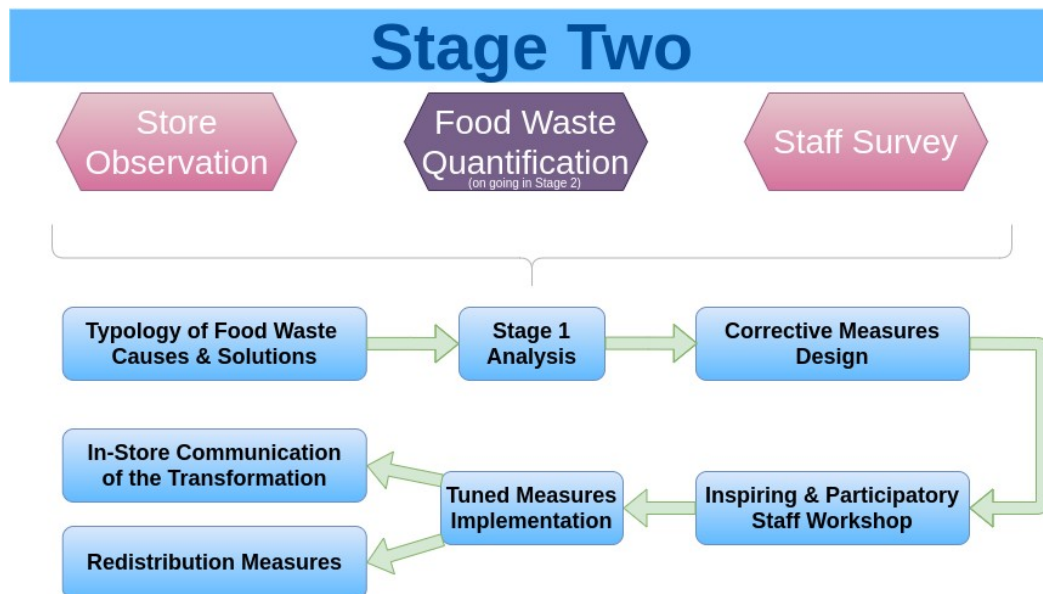 Stage Two
Store
Observation
Food Waste
Quantification
(on going in Stage 2)
Staff Survey
Typology of Food Waste
Causes & Solutions
Stage 1
Analysis
Corrective Measures
Design
Inspiring & Participatory
Staff Workshop
Tuned Measures
Implementation
In-Store Communication
of the Transformation
Redistribution Measures